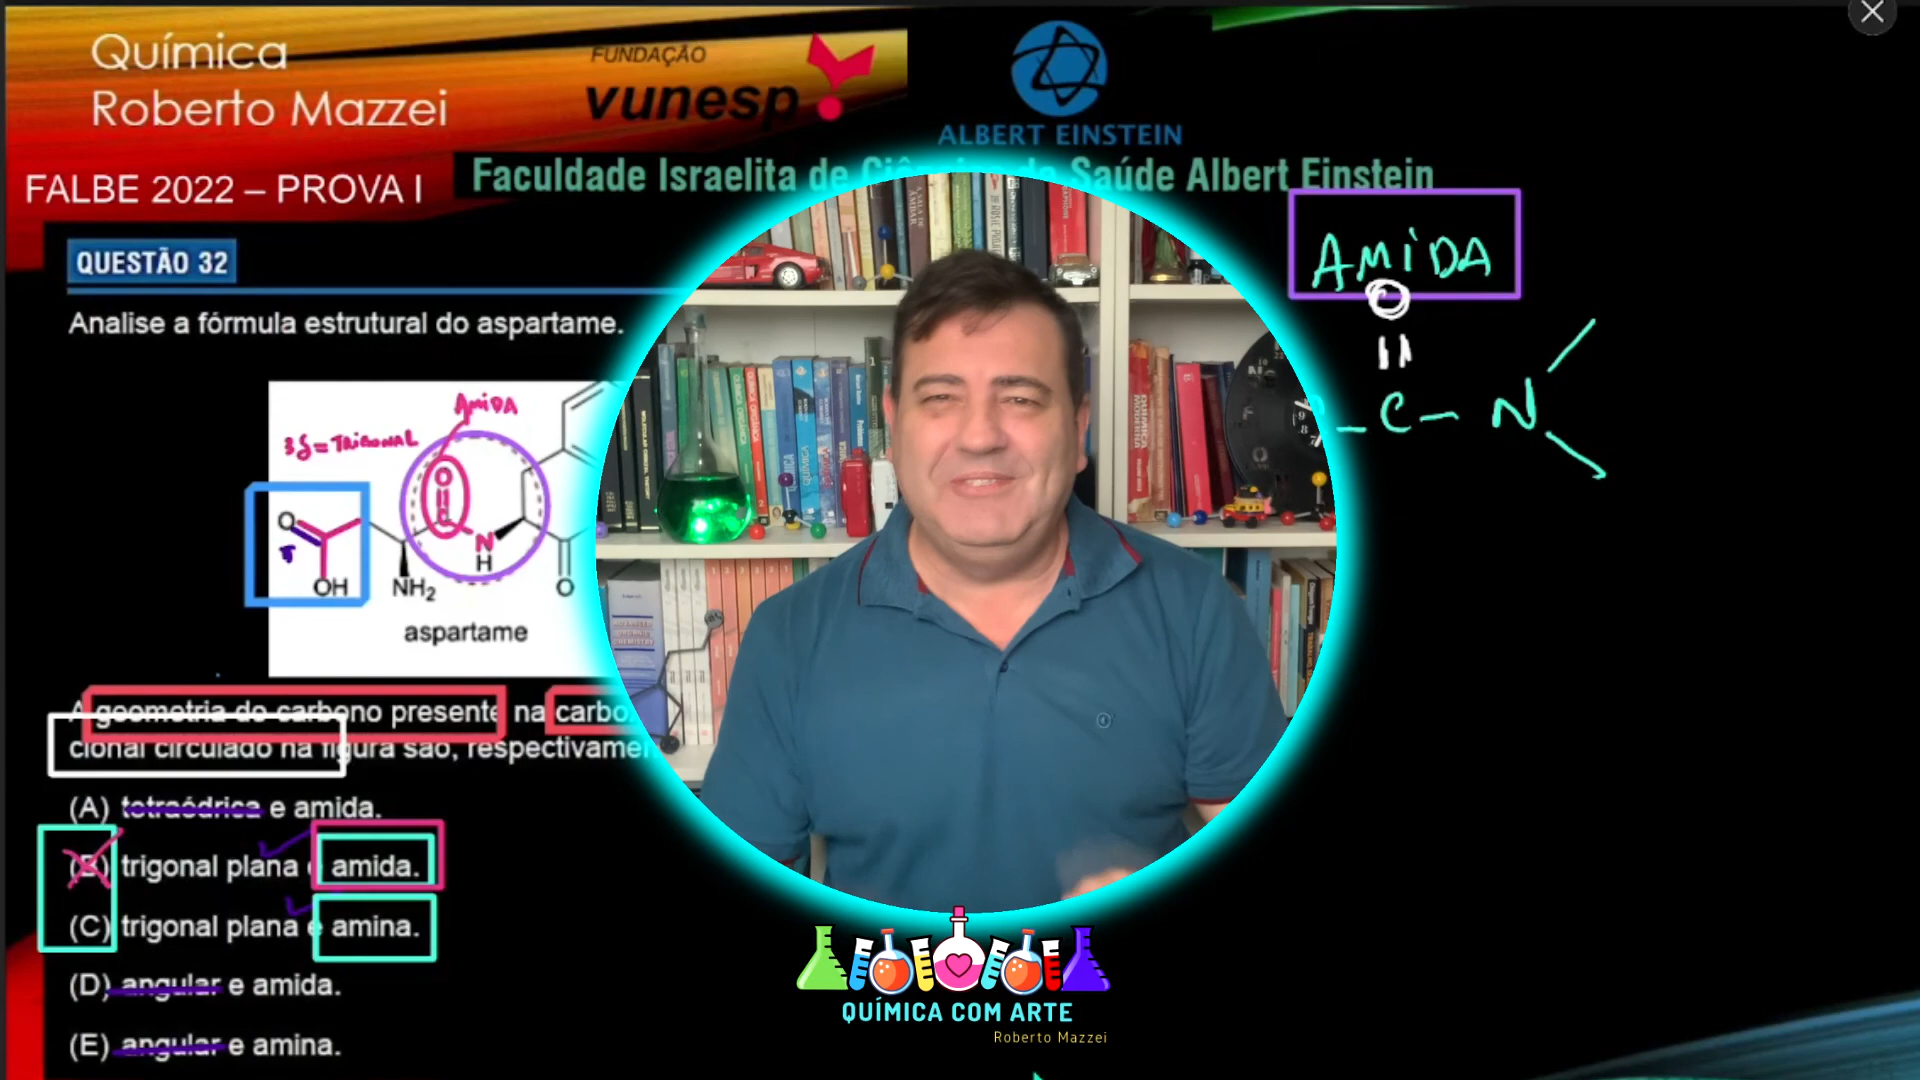 Química
Roberto Mazzei
FUNDAÇÃO
vunesp
ALBERT EINSTEIN
FALBE 2022 – PROVA I
Faculdade Israelita de Saúde Albert Einstein
QUESTÃO 32
Analise a fórmula estrutural do aspartame.
AMIDA
O
C
N
AMIDA
3δ = TRIGONAL
O
C
O
π
OH
NH₂
N
H
O
aspartame
A geometria do carbono presente na carbo
cional circulado na figura são, respectivamen
(A) tetraédrica e amida.
(B) trigonal plana e amida.
(C) trigonal plana e amina.
(D) angular e amida.
(E) angular e amina.
QUÍMICA COM ARTE
Roberto Mazzei